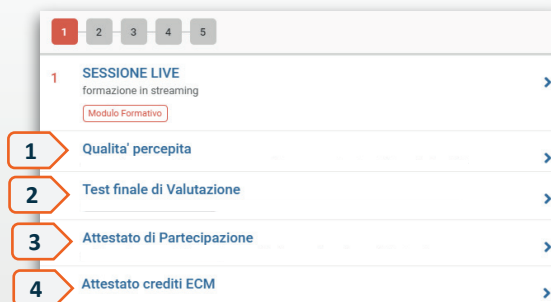 1 2 3 4 5
1 SESSIONE LIVE
formazione in streaming
Modulo Formativo
1 Qualita' percepita
2 Test finale di Valutazione
3 Attestato di Partecipazione
4 Attestato crediti ECM